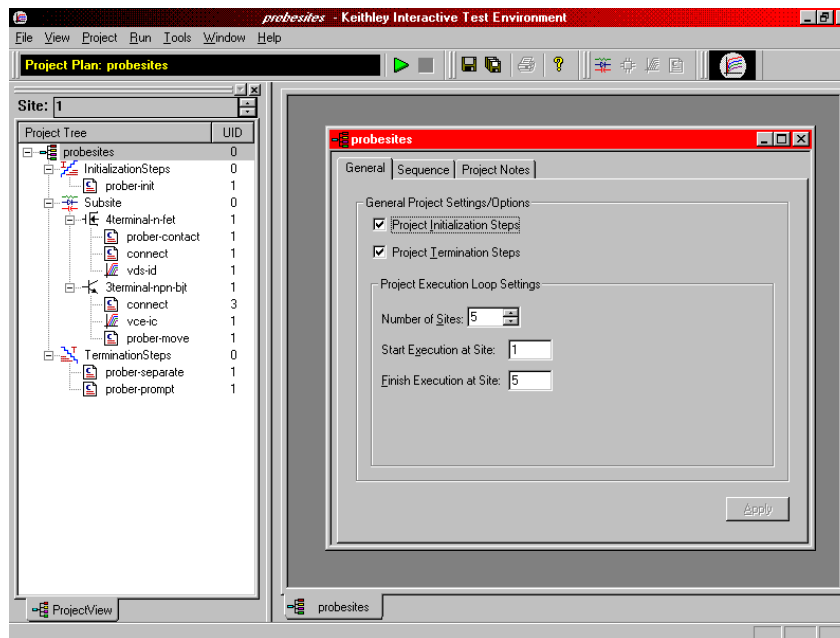 probesites - Keithley Interactive Test Environment
File View Project Run Tools Window Help
Project Plan: probesites
Site: 1
Project Tree UID
probesites 0
InitializationSteps 0
prober-init 1
Subsite 0
4terminal-n-fet 1
prober-contact 1
connect 1
vds-id 1
3terminal-npn-bjt 1
connect 3
vce-ic 1
prober-move 1
TerminationSteps 0
prober-separate 1
prober-prompt 1
ProjectView
probesites
General Sequence Project Notes
General Project Settings/Options
Project Initialization Steps
Project Termination Steps
Project Execution Loop Settings
Number of Sites: 5
Start Execution at Site: 1
Finish Execution at Site: 5
Apply
probesites